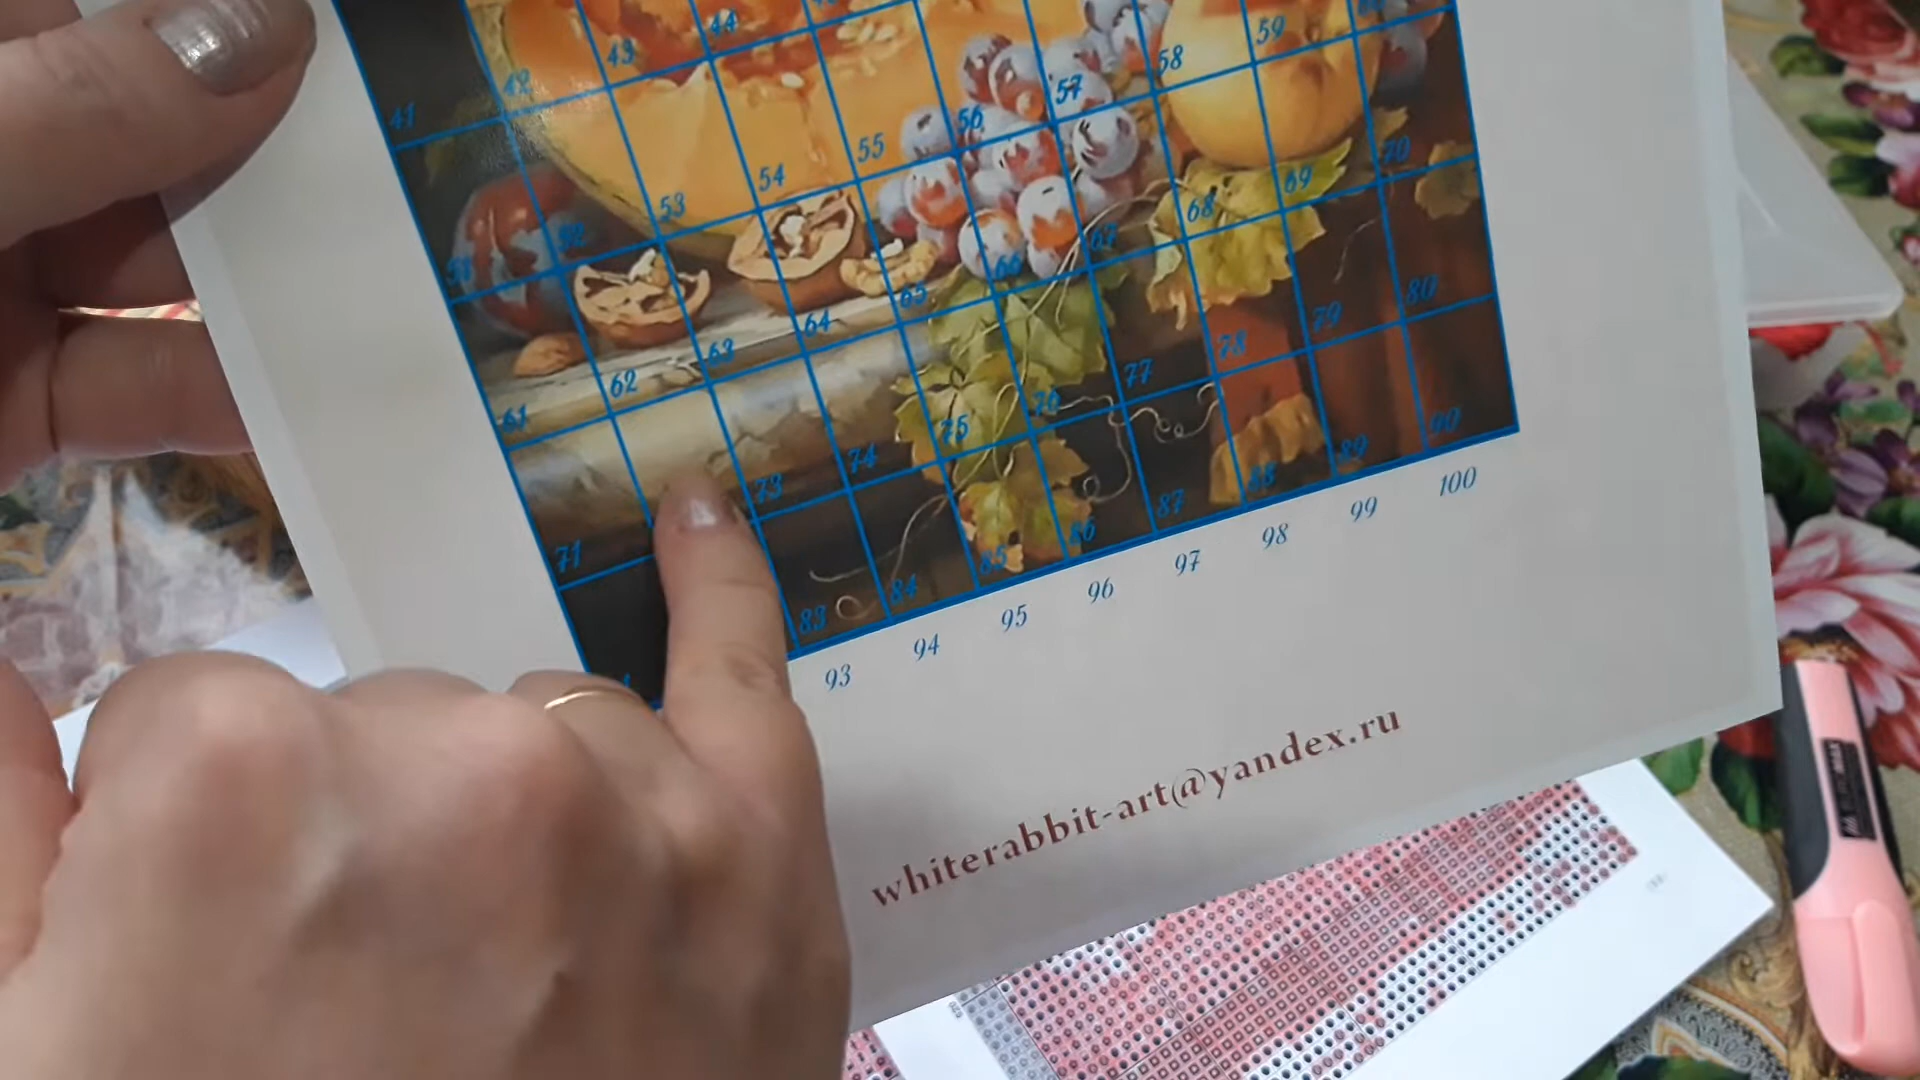 41 42 43 44
52 53 54 55 56 57 58 59
61 62 63 64 65 66 67 68 69 70
71 73 74 75 76 77 78 79 80
83 84 85 86 87 88 89 90
93 94 95 96 97 98 99 100
whiterabbit-art@yandex.ru